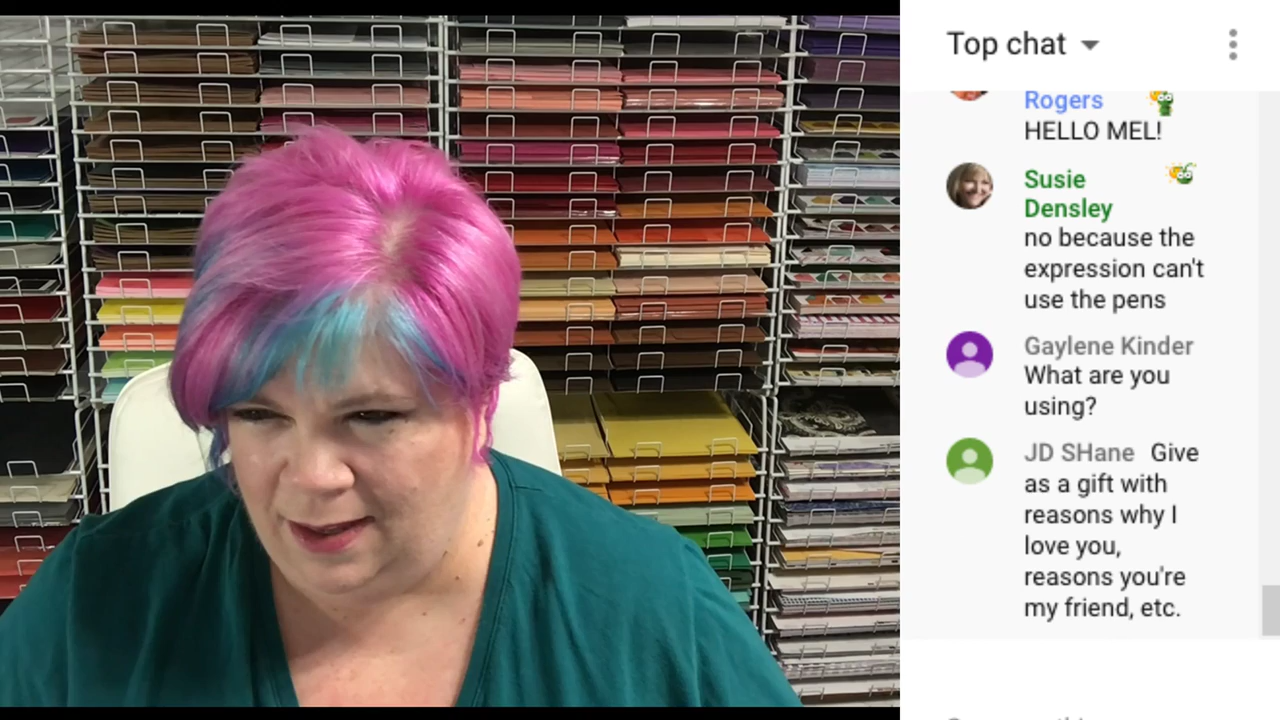 Top chat
Rogers
HELLO MEL!
Susie
Densley
no because the
expression can't
use the pens
Gaylene Kinder
What are you
using?
JD SHane Give
as a gift with
reasons why I
love you,
reasons you're
my friend, etc.